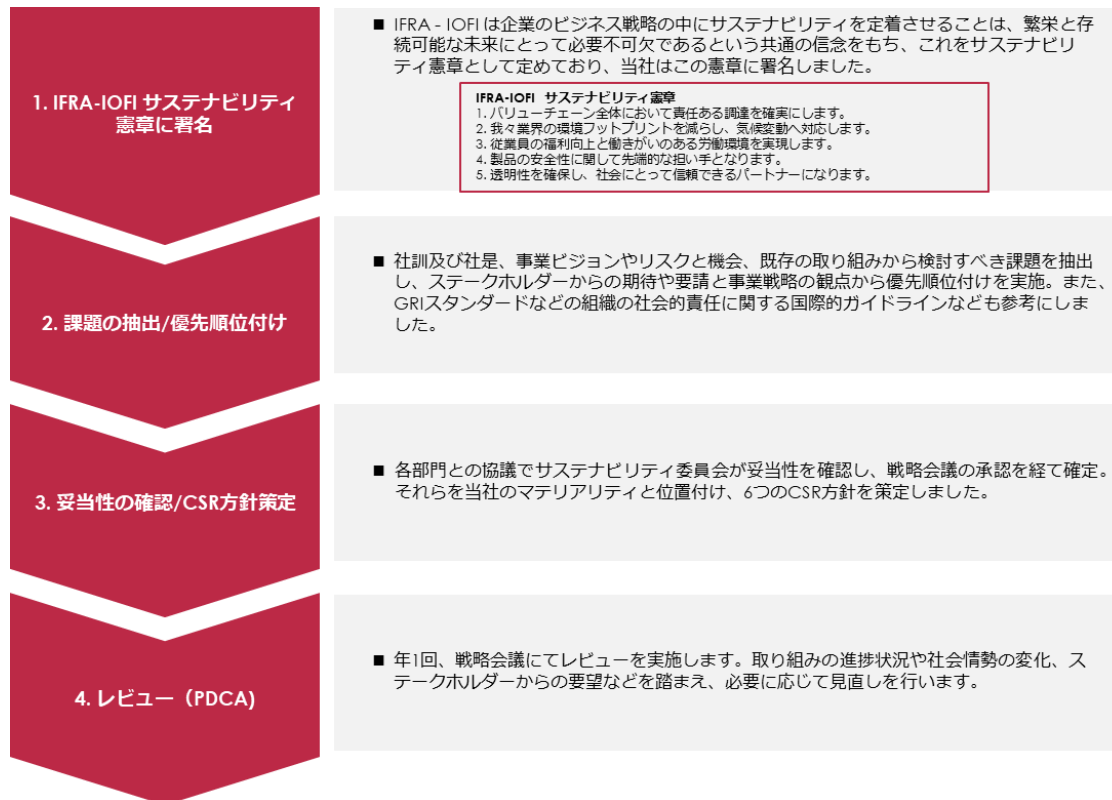 1. IFRA-IOFI サステナビリティ
憲章に署名
■ IFRA - IOFI は企業のビジネス戦略の中にサステナビリティを定着させることは、繁栄と存
続可能な未来にとって必要不可欠であるという共通の信念をもち、これをサステナビリ
ティ憲章として定めており、当社はこの憲章に署名しました。
IFRA-IOFI サステナビリティ憲章
1. バリューチェーン全体において責任ある調達を確実にします。
2. 我々業界の環境フットプリントを減らし、気候変動へ対応します。
3. 従業員の福利向上と働きがいのある労働環境を実現します。
4. 製品の安全性に関して先端的な担い手となります。
5. 透明性を確保し、社会にとって信頼できるパートナーになります。
2. 課題の抽出/優先順位付け
■ 社訓及び社是、事業ビジョンやリスクと機会、既存の取り組みから検討すべき課題を抽出
し、ステークホルダーからの期待や要請と事業戦略の観点から優先順位付けを実施。また、
GRIスタンダードなどの組織の社会的責任に関する国際的ガイドラインなども参考にしま
した。
3. 妥当性の確認/CSR方針策定
■ 各部門との協議でサステナビリティ委員会が妥当性を確認し、戦略会議の承認を経て確定。
それらを当社のマテリアリティと位置付け、6つのCSR方針を策定しました。
4. レビュー（PDCA)
■ 年1回、戦略会議にてレビューを実施します。取り組みの進捗状況や社会情勢の変化、ス
テークホルダーからの要望などを踏まえ、必要に応じて見直しを行います。